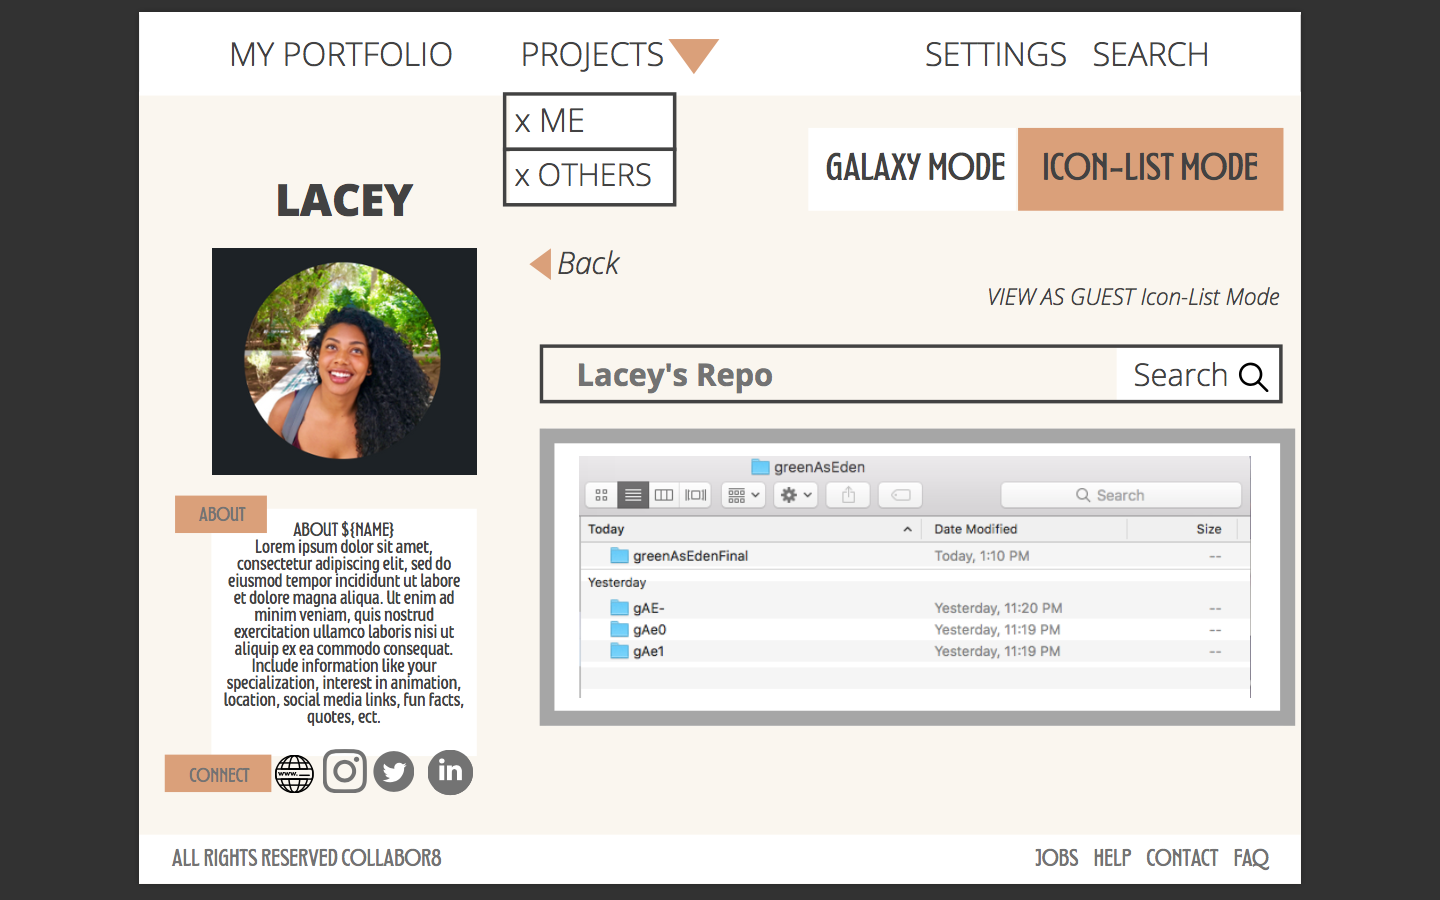 MY PORTFOLIO
PROJECTS
SETTINGS
SEARCH
x ME
x OTHERS
GALAXY MODE
ICON-LIST MODE
LACEY
Back
VIEW AS GUEST Icon-List Mode
Lacey's Repo
Search
greenAsEden
Search
Today
Date Modified
Size
greenAsEdenFinal
Today, 1:10 PM
--
Yesterday
gAE-
Yesterday, 11:20 PM
--
gAe0
Yesterday, 11:19 PM
--
gAe1
Yesterday, 11:19 PM
--
ABOUT
ABOUT ${NAME}
Lorem ipsum dolor sit amet,
consectetur adipiscing elit, sed do
eiusmod tempor incididunt ut labore
et dolore magna aliqua. Ut enim ad
minim veniam, quis nostrud
exercitation ullamco laboris nisi ut
aliquip ex ea commodo consequat.
Include information like your
specialization, interest in animation,
location, social media links, fun facts,
quotes, ect.
CONNECT
www.
in
ALL RIGHTS RESERVED COLLABOR8
JOBS
HELP
CONTACT
FAQ